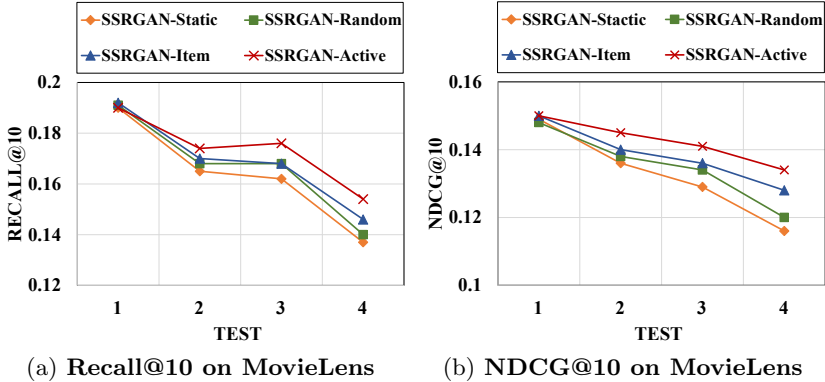 SSRGAN-Static SSRGAN-Random
SSRGAN-Item SSRGAN-Active
0.2
0.18
0.16
0.14
0.12
RECALL@10
1 2 3 4
TEST
(a) Recall@10 on MovieLens
SSRGAN-Stactic SSRGAN-Random
SSRGAN-Item SSRGAN-Active
0.16
0.14
0.12
0.1
NDCG@10
1 2 3 4
TEST
(b) NDCG@10 on MovieLens